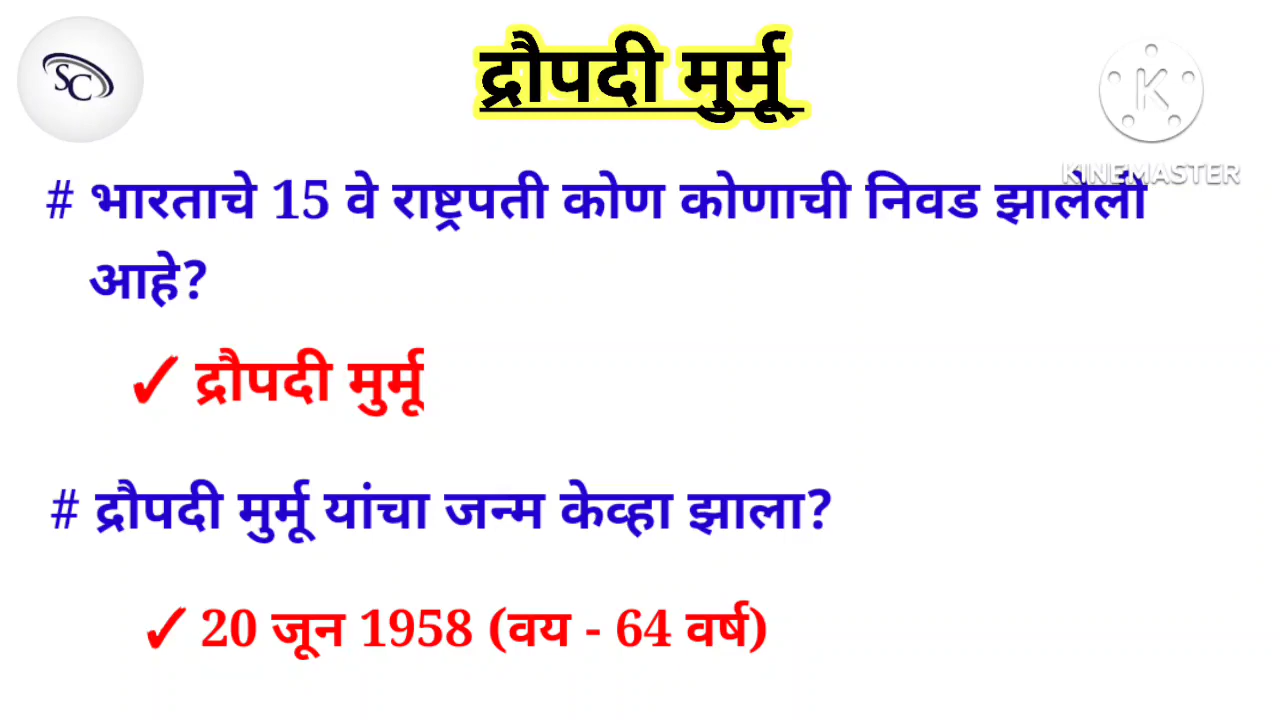 SC
द्रौपदी मुर्मू
K
KINEMASTER
# भारताचे 15 वे राष्ट्रपती कोण कोणाची निवड झालेली
आहे?
✓ द्रौपदी मुर्मू
# द्रौपदी मुर्मू यांचा जन्म केव्हा झाला?
✓ 20 जून 1958 (वय - 64 वर्ष)